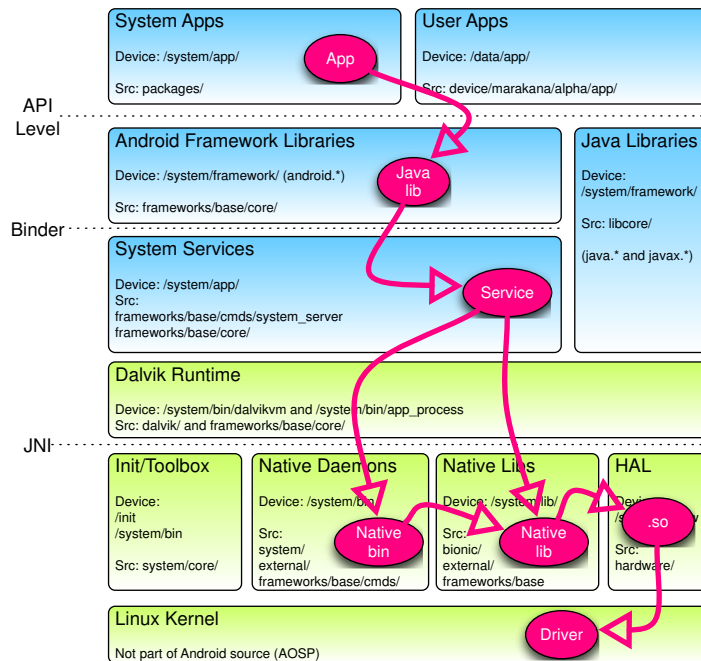 System Apps
Device: /system/app/
Src: packages/
App
User Apps
Device: /data/app/
Src: device/marakana/alpha/app/
API
Level
Android Framework Libraries
Device: /system/framework/ (android.*)
Src: frameworks/base/core/
Java
lib
Java Libraries
Device:
/system/framework/
Src: libcore/
(java.* and javax.*)
Binder
System Services
Device: /system/app/
Src:
frameworks/base/cmds/system_server
frameworks/base/core/
Service
Dalvik Runtime
Device: /system/bin/dalvikvm and /system/bin/app_process
Src: dalvik/ and frameworks/base/core/
JNI
Init/Toolbox
Device:
/init
/system/bin
Src: system/core/
Native Daemons
Device: /system/bin
Src:
system/
external/
frameworks/base/cmds/
Native
bin
Native Libs
Device: /system/lib/
Src:
bionic/
external/
frameworks/base
Native
lib
HAL
.so
Src:
hardware/
Linux Kernel
Not part of Android source (AOSP)
Driver